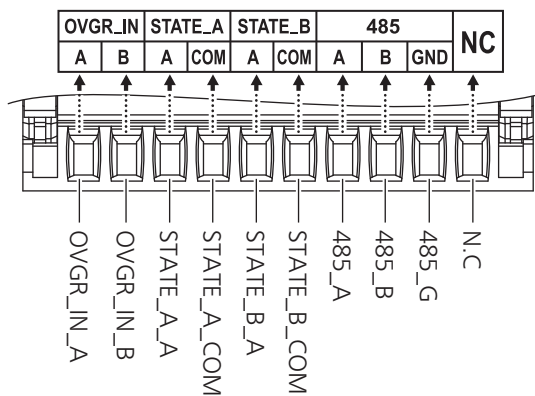 OVGR_IN STATE_A STATE_B 485 NC
A B A COM A COM A B GND
OVGR_IN_A
OVGR_IN_B
STATE_A_A
STATE_A_COM
STATE_B_A
STATE_B_COM
485_A
485_B
485_G
N.C